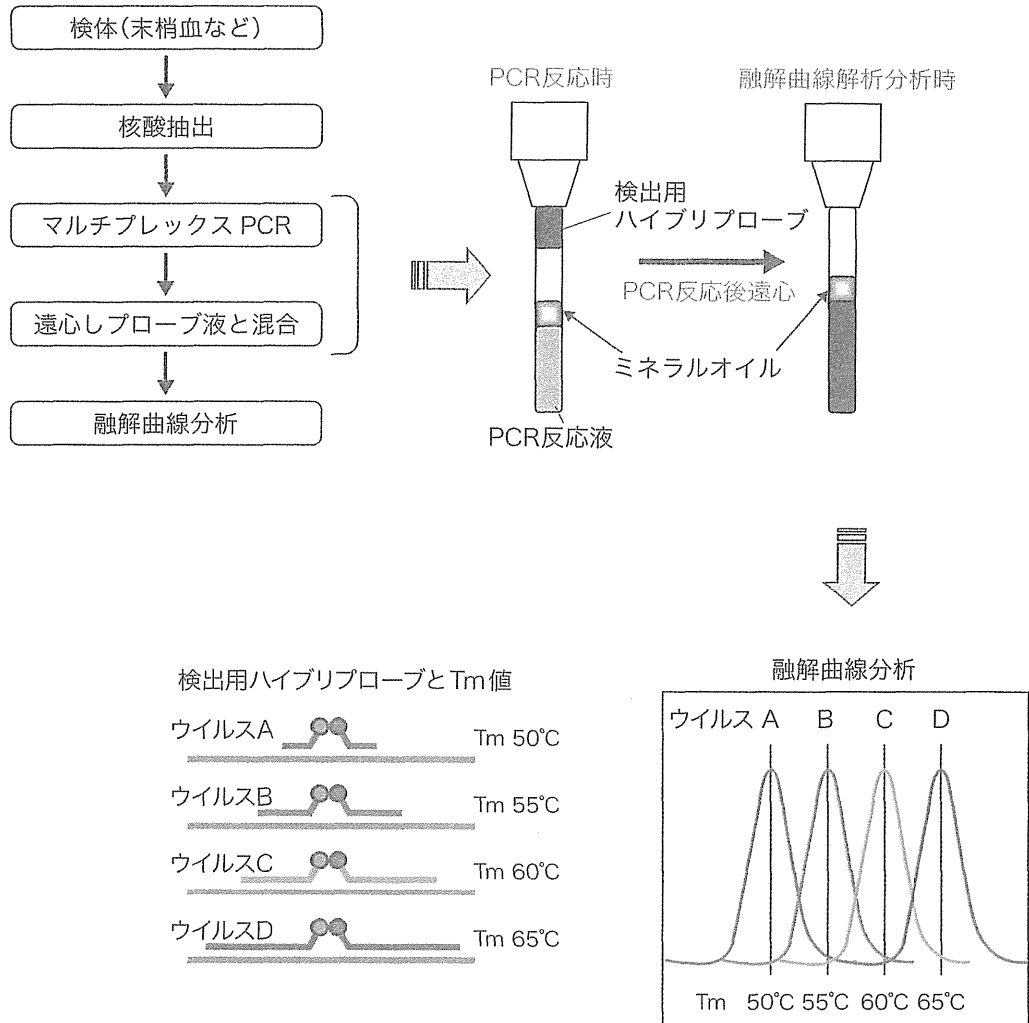 検体(末梢血など)
核酸抽出
マルチプレックス PCR
遠心しプローブ液と混合
融解曲線分析
PCR反応時
融解曲線解析分析時
検出用
ハイブリプローブ
PCR反応後遠心
ミネラルオイル
PCR反応液
検出用ハイブリプローブとTm値
ウイルスA
Tm 50℃
ウイルスB
Tm 55℃
ウイルスC
Tm 60℃
ウイルスD
Tm 65℃
融解曲線分析
ウイルス A B C D
Tm 50℃ 55℃ 60℃ 65℃